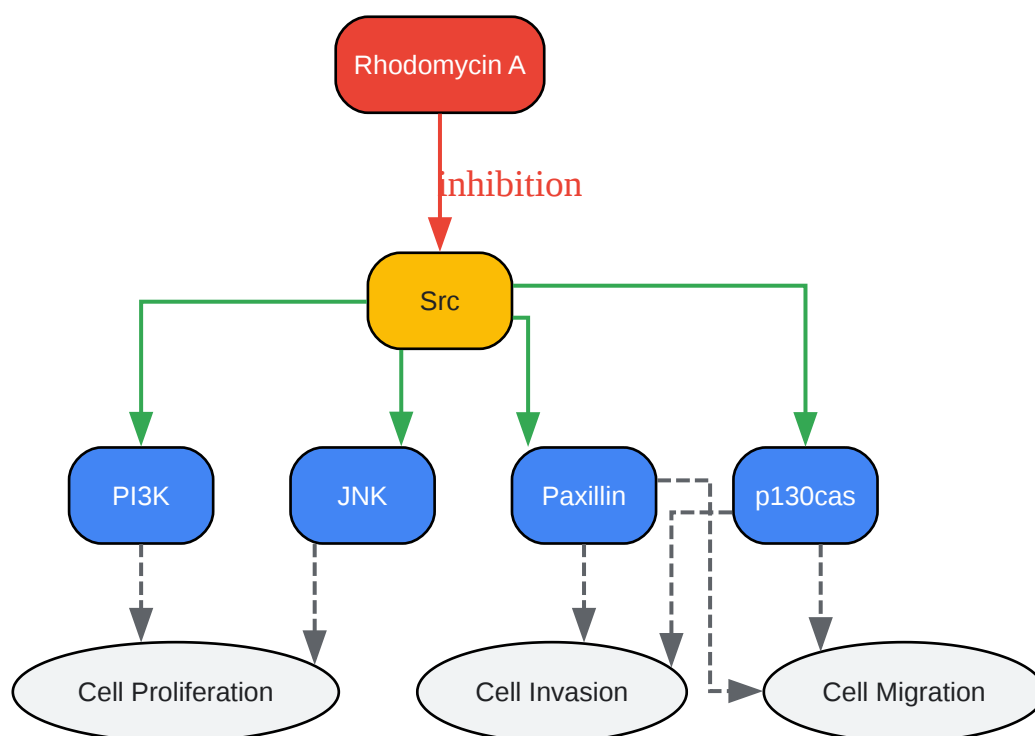 Rhodomycin A
inhibition
Src
PI3K
JNK
Paxillin
p130cas
Cell Proliferation
Cell Invasion
Cell Migration